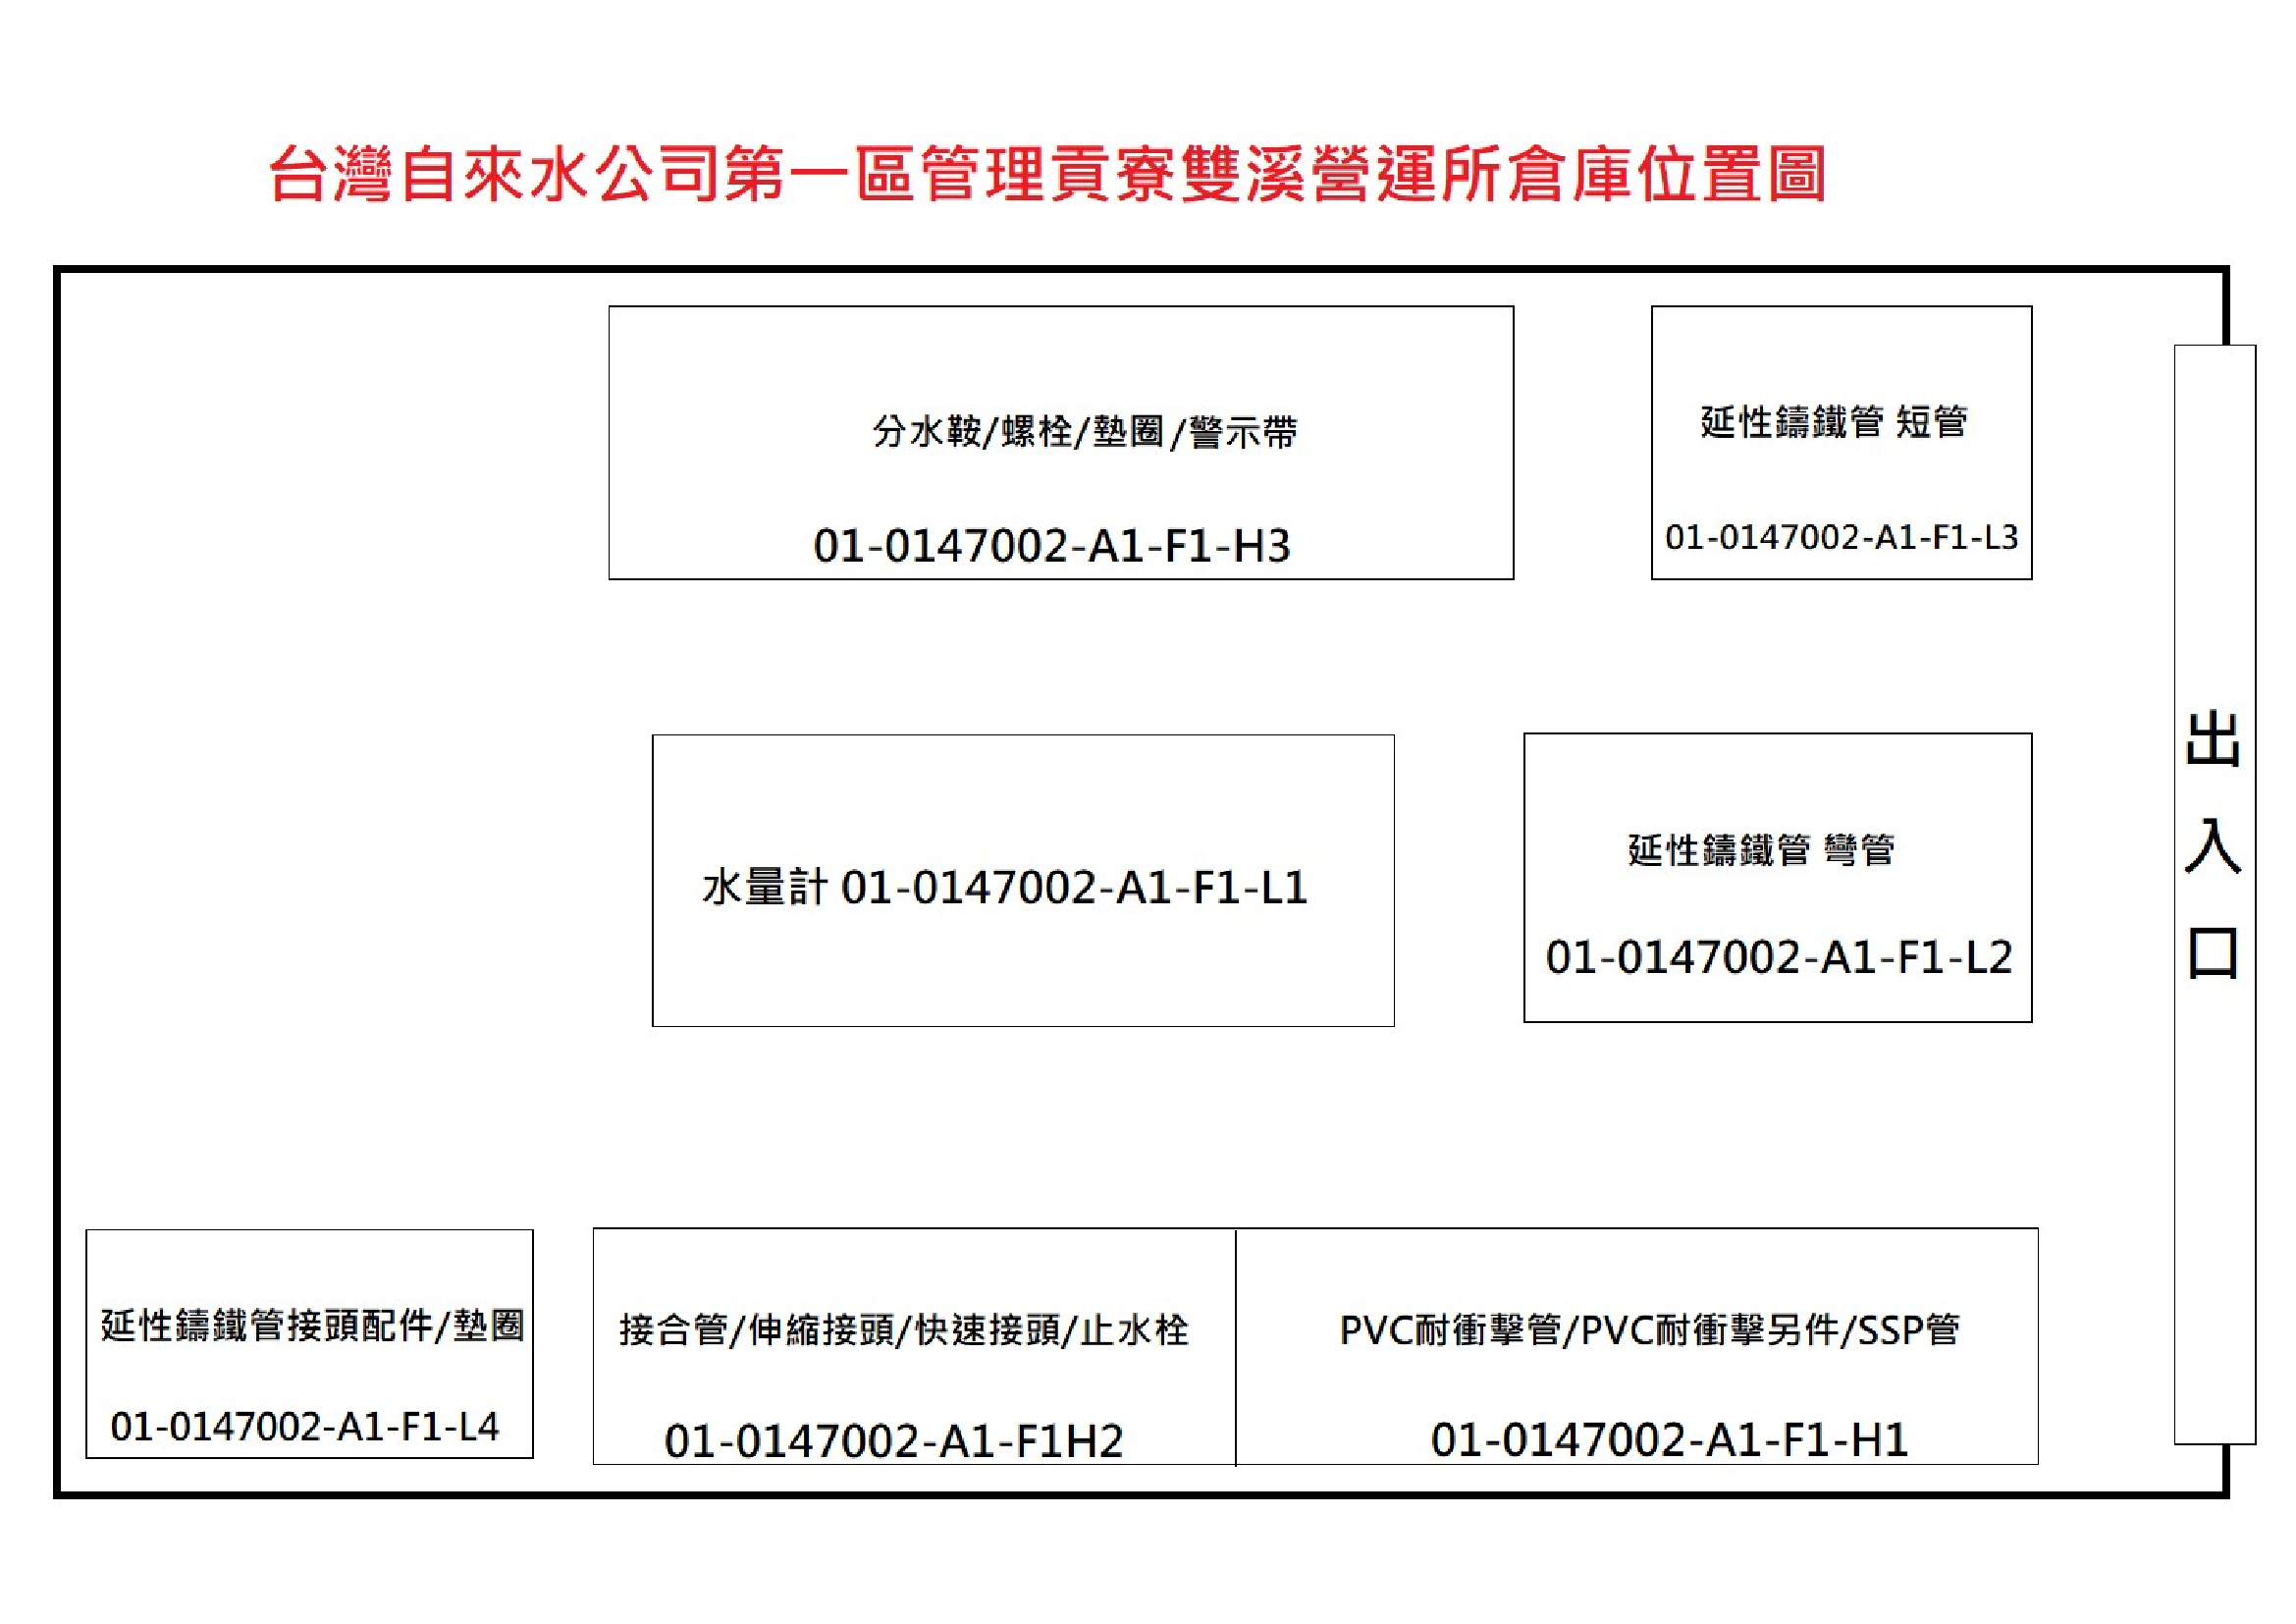 台灣自來水公司第一區管理貢寮雙溪營運所倉庫位置圖
分水鞍/螺栓/墊圈/警示帶
01-0147002-A1-F1-H3
延性鑄鐵管 短管
01-0147002-A1-F1-L3
水量計 01-0147002-A1-F1-L1
延性鑄鐵管 彎管
01-0147002-A1-F1-L2
出入口
延性鑄鐵管接頭配件/墊圈
01-0147002-A1-F1-L4
接合管/伸縮接頭/快速接頭/止水栓
01-0147002-A1-F1H2
PVC耐衝擊管/PVC耐衝擊另件/SSP管
01-0147002-A1-F1-H1